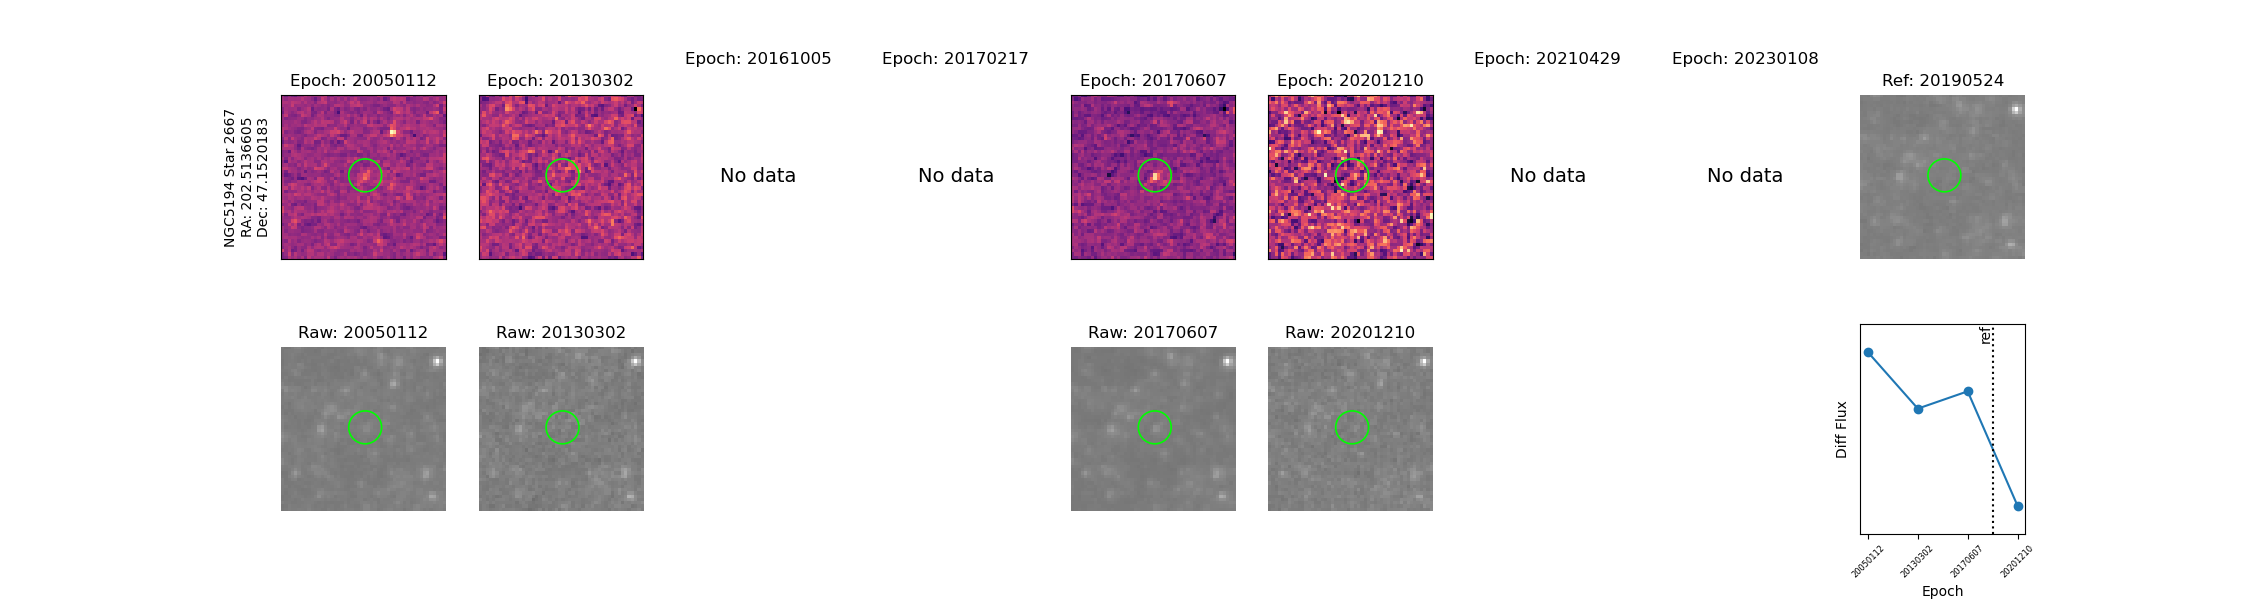 Epoch: 20161005
Epoch: 20170217
Epoch: 20210429
Epoch: 20230108
Epoch: 20050112
Epoch: 20130302
Epoch: 20170607
Epoch: 20201210
Ref: 20190524
NGC5194 Star 2667
RA: 202.5136605
Dec: 47.1520183
No data
No data
No data
No data
Raw: 20050112
Raw: 20130302
Raw: 20170607
Raw: 20201210
ref
Diff Flux
20050112
20130302
20170607
20201210
Epoch